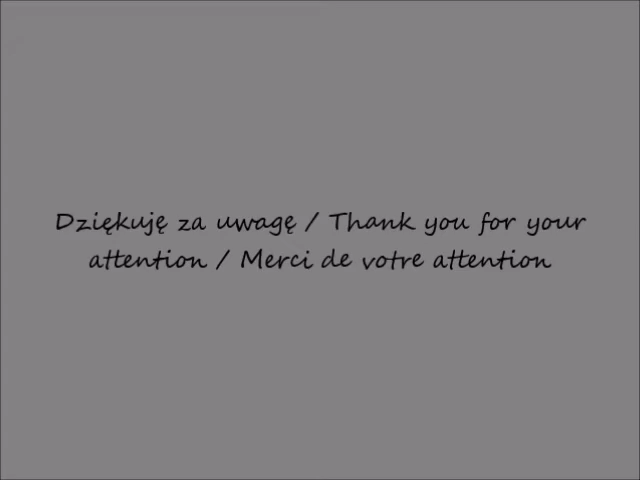 Dziękuję za uwagę / Thank you for your
attention / Merci de votre attention